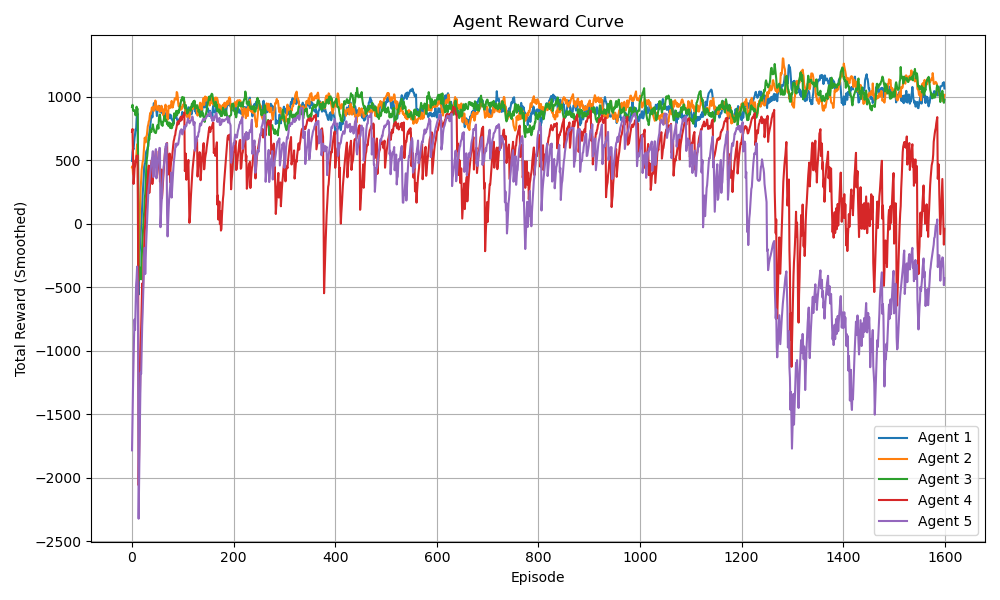 Agent Reward Curve
Total Reward (Smoothed)
1000
500
0
−500
−1000
−1500
−2000
−2500
0 200 400 600 800 1000 1200 1400 1600
Episode
Agent 1
Agent 2
Agent 3
Agent 4
Agent 5